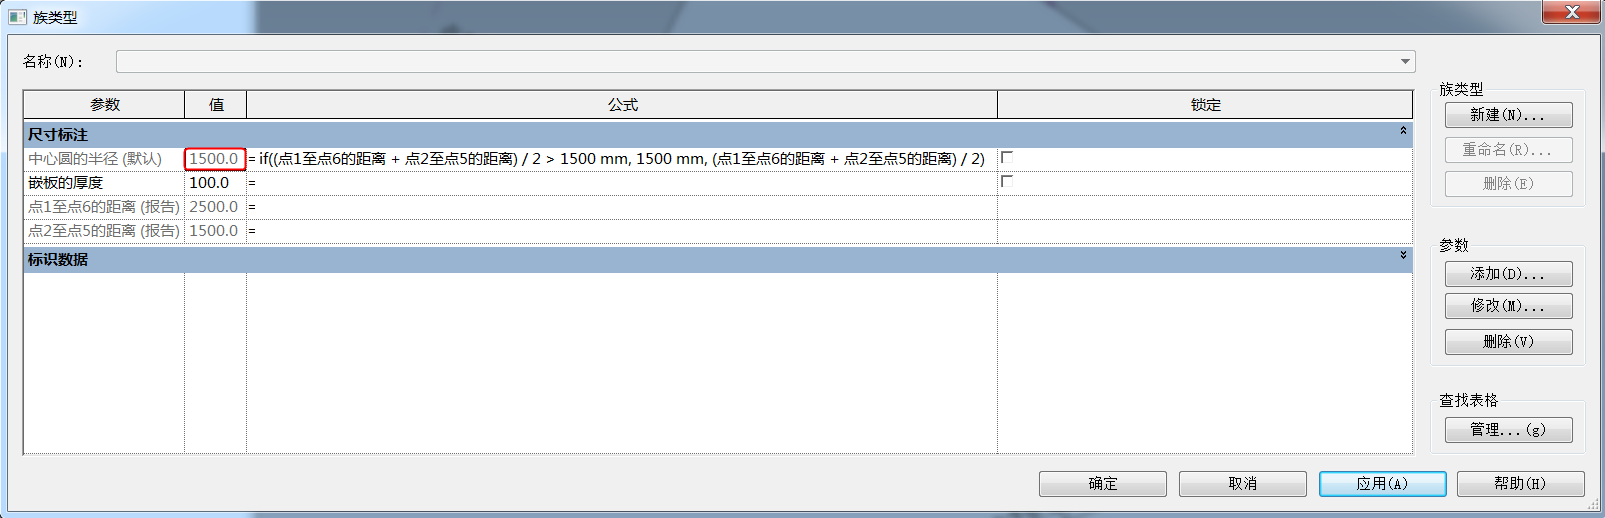 族类型
名称(N):
参数 值 公式 锁定
尺寸标注
中心圆的半径 (默认) 1500.0 = if((点1至点6的距离 + 点2至点5的距离) / 2 > 1500 mm, 1500 mm, (点1至点6的距离 + 点2至点5的距离) / 2)
嵌板的厚度 100.0 =
点1至点6的距离 (报告) 2500.0 =
点2至点5的距离 (报告) 1500.0 =
标识数据
族类型
新建(N)...
重命名(R)...
删除(E)
参数
添加(D)...
修改(M)...
删除(V)
查找表格
管理...(g)
确定 取消 应用(A) 帮助(H)